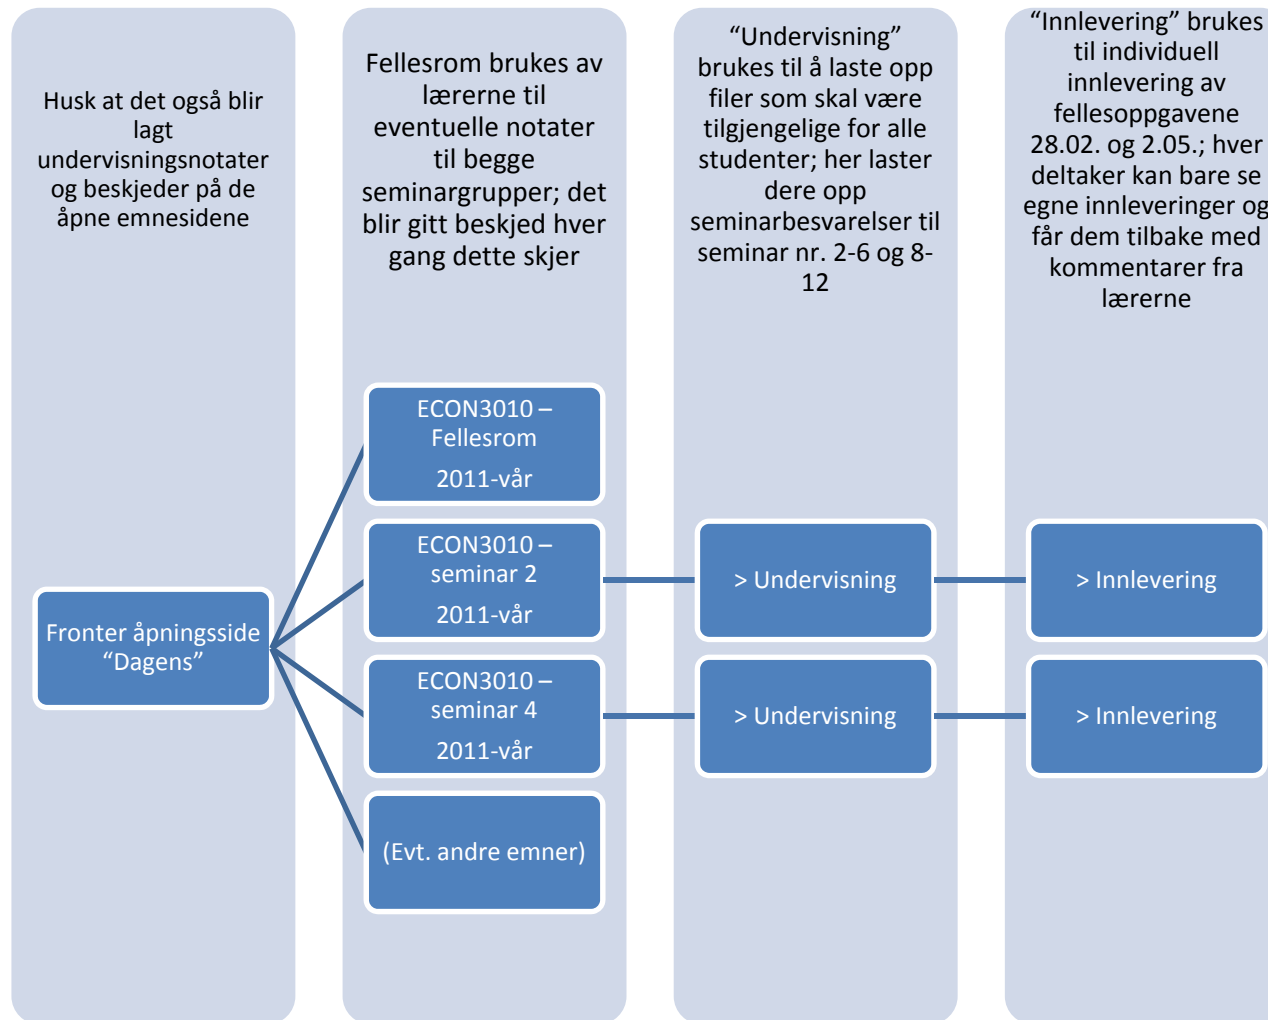 Husk at det også blir
lagt
undervisningsnotater
og beskjeder på de
åpne emnesidene
Fellesrom brukes av
lærerne til
eventuelle notater
til begge
seminargrupper; det
blir gitt beskjed hver
gang dette skjer
“Undervisning”
brukes til å laste opp
filer som skal være
tilgjengelige for alle
studenter; her laster
dere opp
seminarbesvarelser til
seminar nr. 2-6 og 8-
12
“Innlevering” brukes
til individuell
innlevering av
fellesoppgavene
28.02. og 2.05.; hver
deltaker kan bare se
egne innleveringer og
får dem tilbake med
kommentarer fra
lærerne
Fronter åpningsside
“Dagens”
ECON3010 –
Fellesrom
2011-vår
ECON3010 –
seminar 2
2011-vår
> Undervisning
> Innlevering
ECON3010 –
seminar 4
2011-vår
> Undervisning
> Innlevering
(Evt. andre emner)